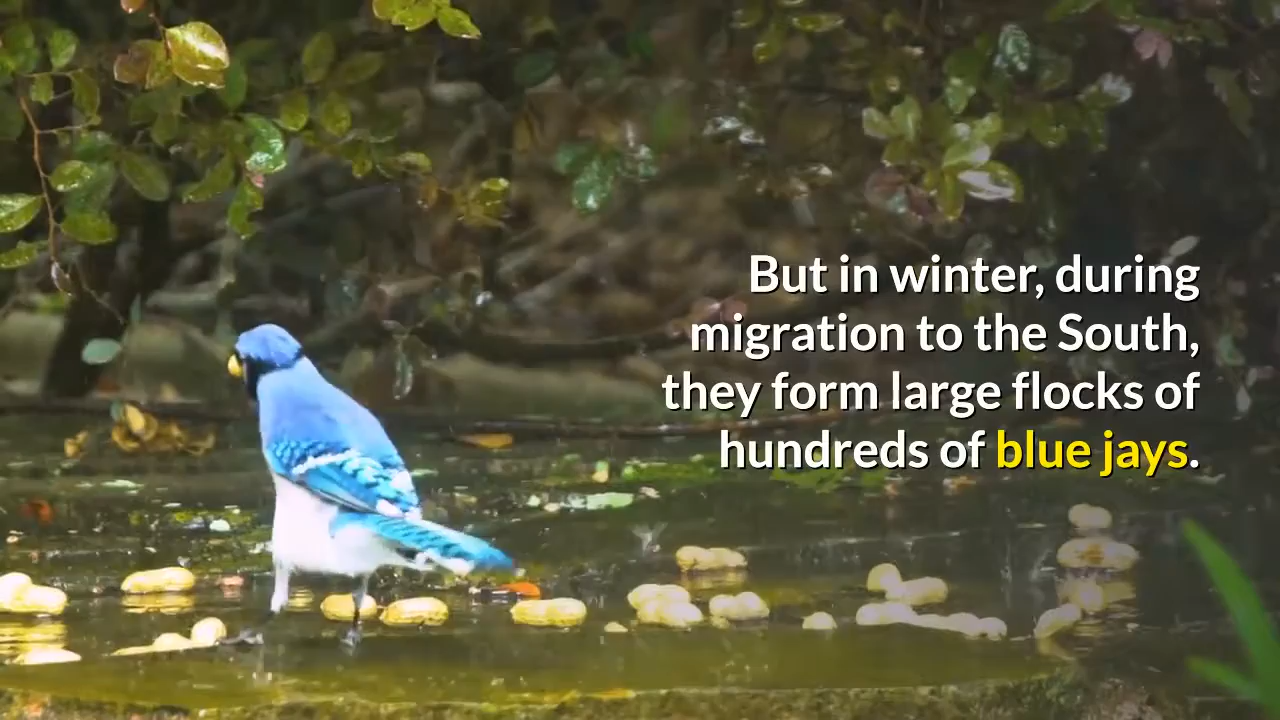 But in winter, during
migration to the South,
they form large flocks of
hundreds of blue jays.